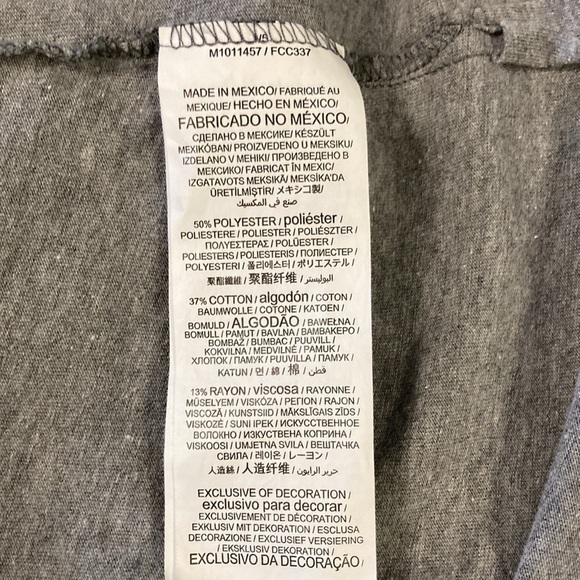 M1011457 / FCC337
MADE IN MEXICO/ FABRIQUÉ AU
MEXIQUE/ HECHO EN MÉXICO/
FABRICADO NO MÉXICO/
СДЕЛАНО В МЕКСИКЕ/ KÉSZÜLT
MEXIKÓBAN/ PROIZVEDENO U MEKSIKU/
IZDELANO V MEHIKI/ ПРОИЗВЕДЕНО В
МЕКСИКО/ FABRICAT ÎN MEXIC/
IZGATAVOTS MEKSIKĀ/ MEKSİKA'DA
ÜRETİLMİŞTİR/ メキシコ製/
صنع في المكسيك
50% POLYESTER / poliéster /
POLIESTERE / POLIESTER / POLIÉSZTER /
ΠΟΛΥΕΣΤΕΡΑΣ / POLÜESTER /
POLIESTERS / POLIESTERIS / ПОЛИЕСТЕР /
POLYESTERI / 폴리에스터 / ポリエステル /
聚酯纖維 / 聚酯纤维 / البوليستر /
37% COTTON / algodón / COTON /
BAUMWOLLE / COTONE / KATOEN /
BOMULD / ALGODÃO / BAWEŁNA /
BOMULL / PAMUT / BAVLNA / ΒΑΜΒΑΚΕΡΟ /
BOMBAŽ / BUMBAC / PUUVILL /
KOKVILNA / MEDVILNĖ / PAMUK /
ХЛОПОК / ПАМУК / PUUVILLA / ПАМУК /
KATUN / 면 / 綿 / 棉 / قطن /
13% RAYON / viscosa / RAYONNE /
MŰSELYEM / VISKÓZA / ΡΕΓΙΟΝ / RAJON /
VISCOZĂ / KUNSTSIID / MĀKSLĪGAIS ZĪDS /
VISKOZĖ / SUNI IPEK / ИСКУССТВЕННОЕ
ВОЛОКНО / ИЗКУСТВЕНА КОПРИНА /
VISKOOSI / UMJETNA SVILA / ВЕШТАЧКА
СВИЛА / 레이온 / レーヨン /
人造絲 / 人造纤维 / حرير الرايون /
EXCLUSIVE OF DECORATION /
exclusivo para decorar /
EXCLUSIVEMENT DE DÉCORATION /
EXKLUSIV MIT DEKORATION / ESCLUSA
DECORAZIONE / EXCLUSIEF VERSIERING
/ EKSKLUSIV DEKORATION /
EXCLUSIVO DA DECORAÇÃO /